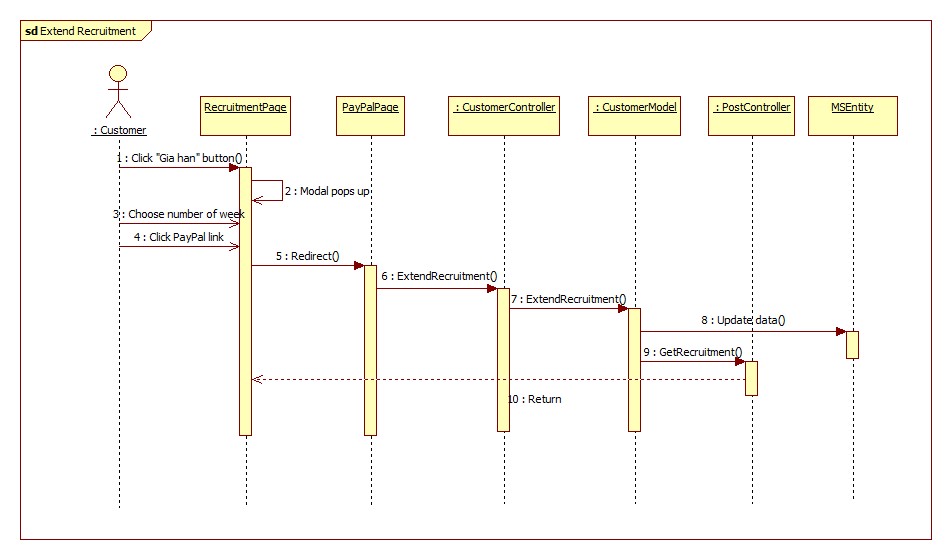 sd Extend Recruitment
: Customer
RecruitmentPage
PayPalPage
: CustomerController
: CustomerModel
: PostController
MSEntity
1 : Click "Gia han" button()
2 : Modal pops up
3 : Choose number of week
4 : Click PayPal link
5 : Redirect()
6 : ExtendRecruitment()
7 : ExtendRecruitment()
8 : Update data()
9 : GetRecruitment()
10 : Return